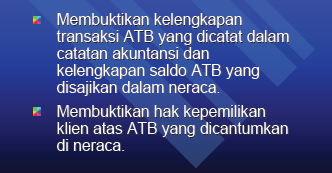 Membuktikan kelengkapan
transaksi ATB yang dicatat dalam
catatan akuntansi dan
kelengkapan saldo ATB yang
disajikan dalam neraca.
Membuktikan hak kepemilikan
klien atas ATB yang dicantumkan
di neraca.